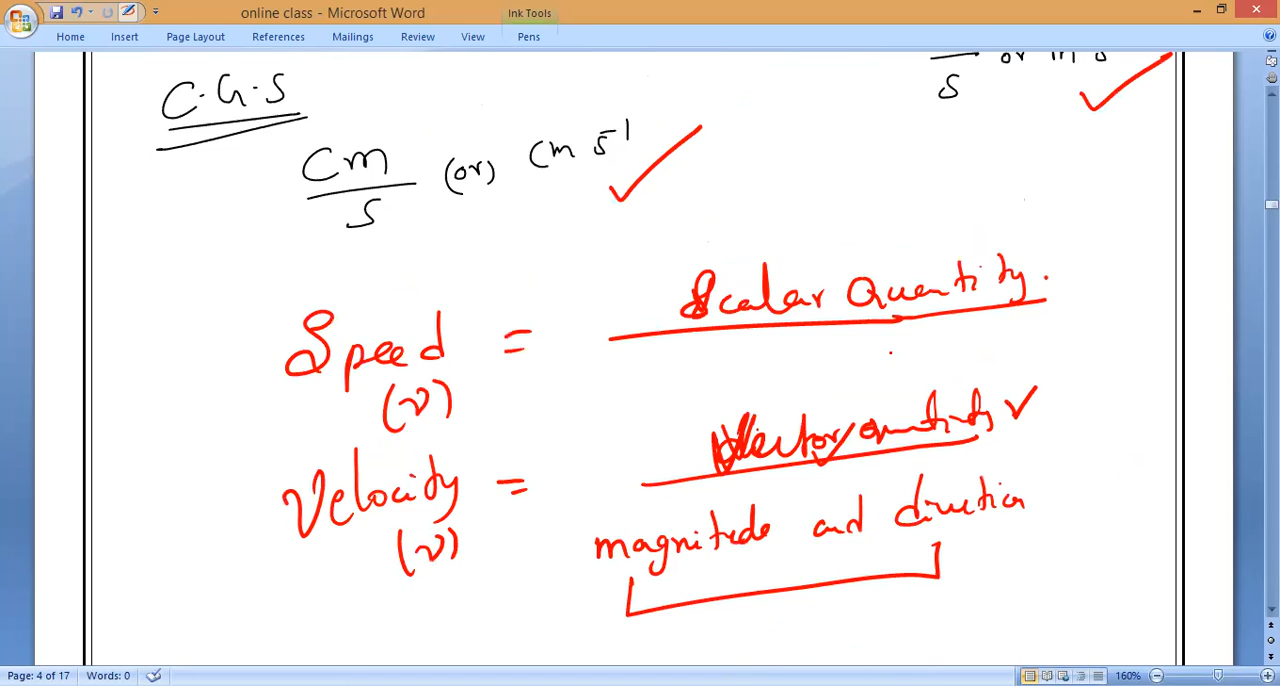 online class - Microsoft Word
Ink Tools
Home Insert Page Layout References Mailings Review View Pens
or m s
s
C.G.S
Cm
s
(or) Cm s-1
Speed = Scalar Quantity.
(v)
Velocity = Vector quantity
(v)
magnitude and direction
Page: 4 of 17 Words: 0 160%